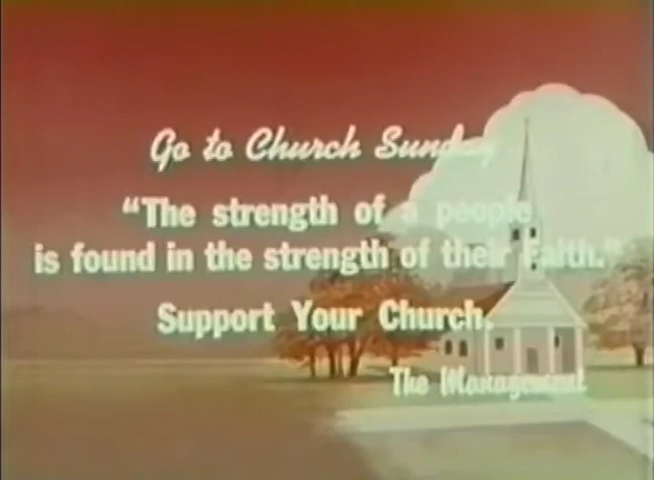 Go to Church Sunday
"The strength of a people
is found in the strength of their Faith."
Support Your Church.
The Management